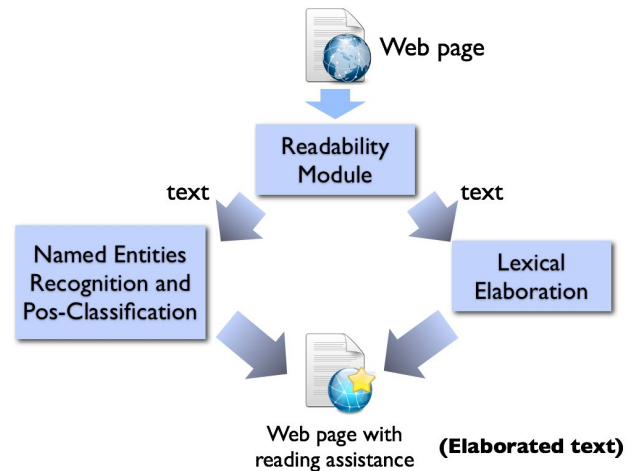 Web page
Readability
Module
text
text
Named Entities
Recognition and
Pos-Classification
Lexical
Elaboration
Web page with
reading assistance
(Elaborated text)